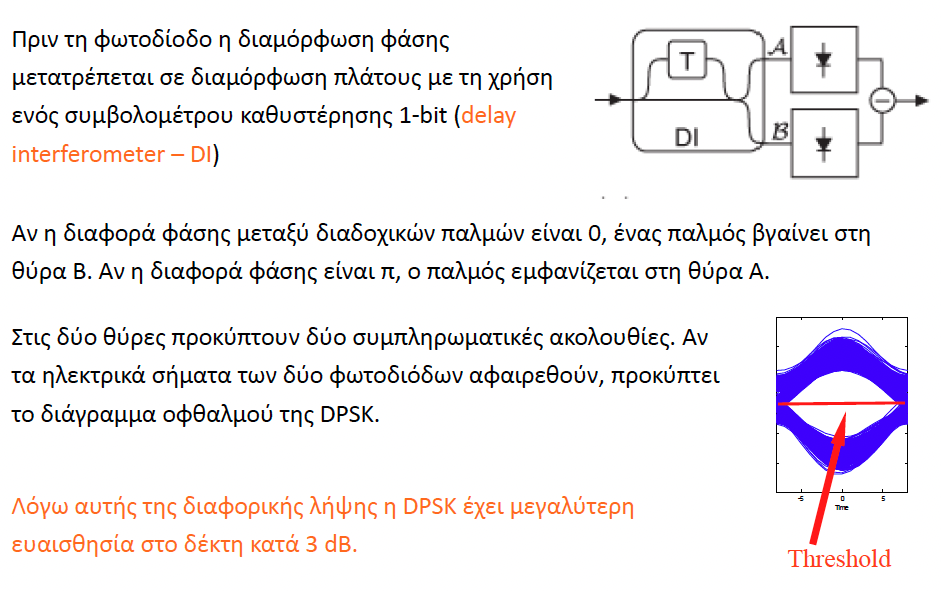 Πριν τη φωτοδίοδο η διαμόρφωση φάσης
μετατρέπεται σε διαμόρφωση πλάτους με τη χρήση
ενός συμβολομέτρου καθυστέρησης 1-bit (delay
interferometer – DI)
T
A
DI
B
Αν η διαφορά φάσης μεταξύ διαδοχικών παλμών είναι 0, ένας παλμός βγαίνει στη
θύρα Β. Αν η διαφορά φάσης είναι π, ο παλμός εμφανίζεται στη θύρα Α.
Στις δύο θύρες προκύπτουν δύο συμπληρωματικές ακολουθίες. Αν
τα ηλεκτρικά σήματα των δύο φωτοδιόδων αφαιρεθούν, προκύπτει
το διάγραμμα οφθαλμού της DPSK.
-5 0 5
Time
Threshold
Λόγω αυτής της διαφορικής λήψης η DPSK έχει μεγαλύτερη
ευαισθησία στο δέκτη κατά 3 dB.